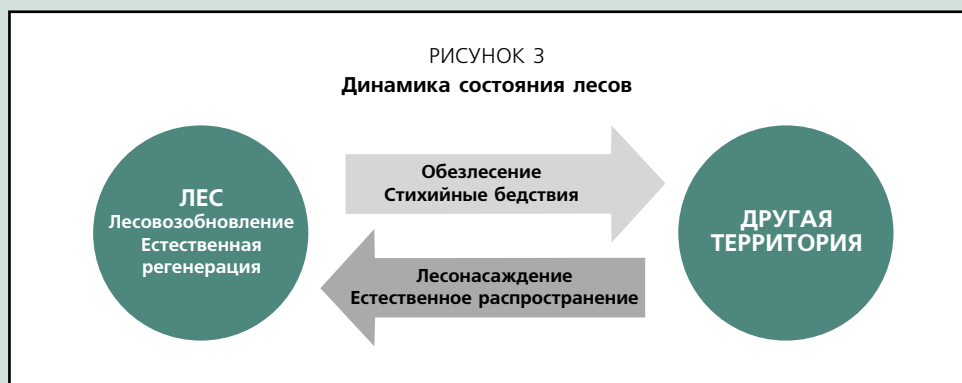 РИСУНОК 3
Динамика состояния лесов
ЛЕС
Лесовозобновление
Естественная
регенерация
Обезлесение
Стихийные бедствия
Лесонасаждение
Естественное распространение
ДРУГАЯ
ТЕРРИТОРИЯ